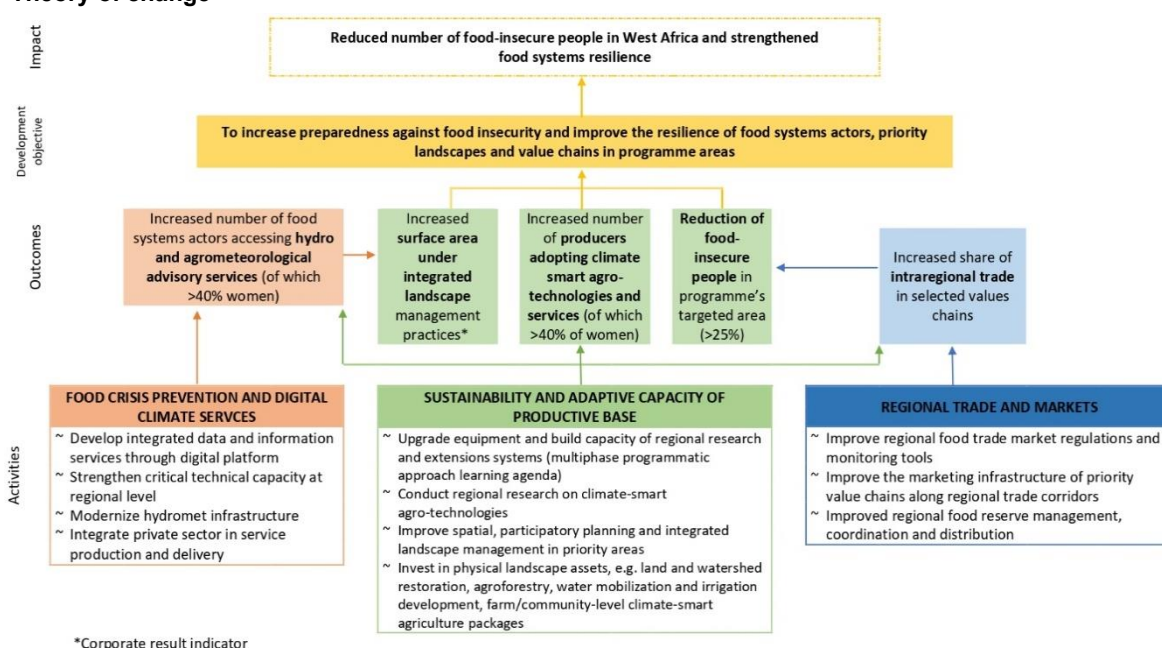 Theory of change
Impact
Reduced number of food-insecure people in West Africa and strengthened
food systems resilience
Development
objective
To increase preparedness against food insecurity and improve the resilience of food systems actors, priority
landscapes and value chains in programme areas
Outcomes
Increased number of food
systems actors accessing hydro
and agrometeorological
advisory services (of which
>40% women)
Increased
surface area
under
integrated
landscape
management
practices*
Increased number
of producers
adopting climate
smart agro-
technologies and
services (of which
>40% of women)
Reduction of
food-
insecure
people in
programme's
targeted area
(>25%)
Increased share of
intraregional trade
in selected values
chains
Activities
FOOD CRISIS PREVENTION AND DIGITAL
CLIMATE SERVCES
~ Develop integrated data and information
services through digital platform
~ Strengthen critical technical capacity at
regional level
~ Modernize hydromet infrastructure
~ Integrate private sector in service
production and delivery
SUSTAINABILITY AND ADAPTIVE CAPACITY OF
PRODUCTIVE BASE
~ Upgrade equipment and build capacity of regional research
and extensions systems (multiphase programmatic
approach learning agenda)
~ Conduct regional research on climate-smart
agro-technologies
~ Improve spatial, participatory planning and integrated
landscape management in priority areas
~ Invest in physical landscape assets, e.g. land and watershed
restoration, agroforestry, water mobilization and irrigation
development, farm/community-level climate-smart
agriculture packages
REGIONAL TRADE AND MARKETS
~ Improve regional food trade market regulations and
monitoring tools
~ Improve the marketing infrastructure of priority
value chains along regional trade corridors
~ Improved regional food reserve management,
coordination and distribution
*Corporate result indicator